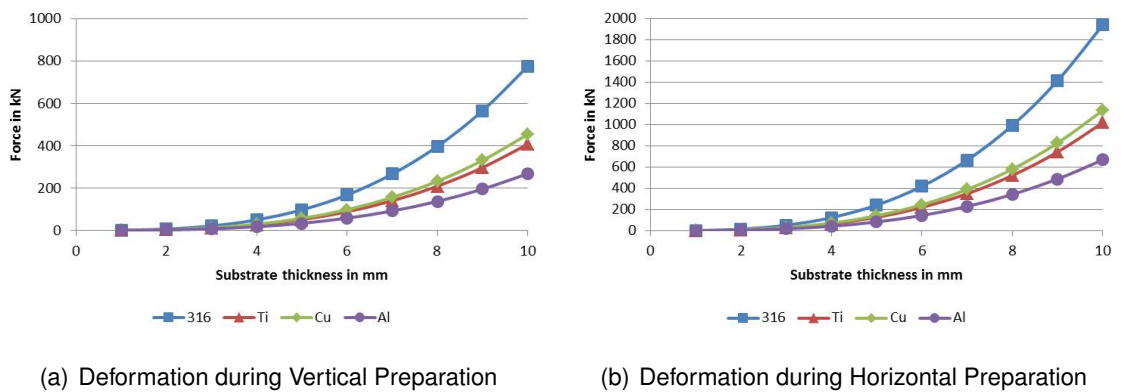 1000
800
600
400
200
0
Force in kN
0 2 4 6 8 10
Substrate thickness in mm
316 Ti Cu Al
(a) Deformation during Vertical Preparation
2000
1800
1600
1400
1200
1000
800
600
400
200
0
Force in kN
0 2 4 6 8 10
Substrate thickness in mm
316 Ti Cu Al
(b) Deformation during Horizontal Preparation